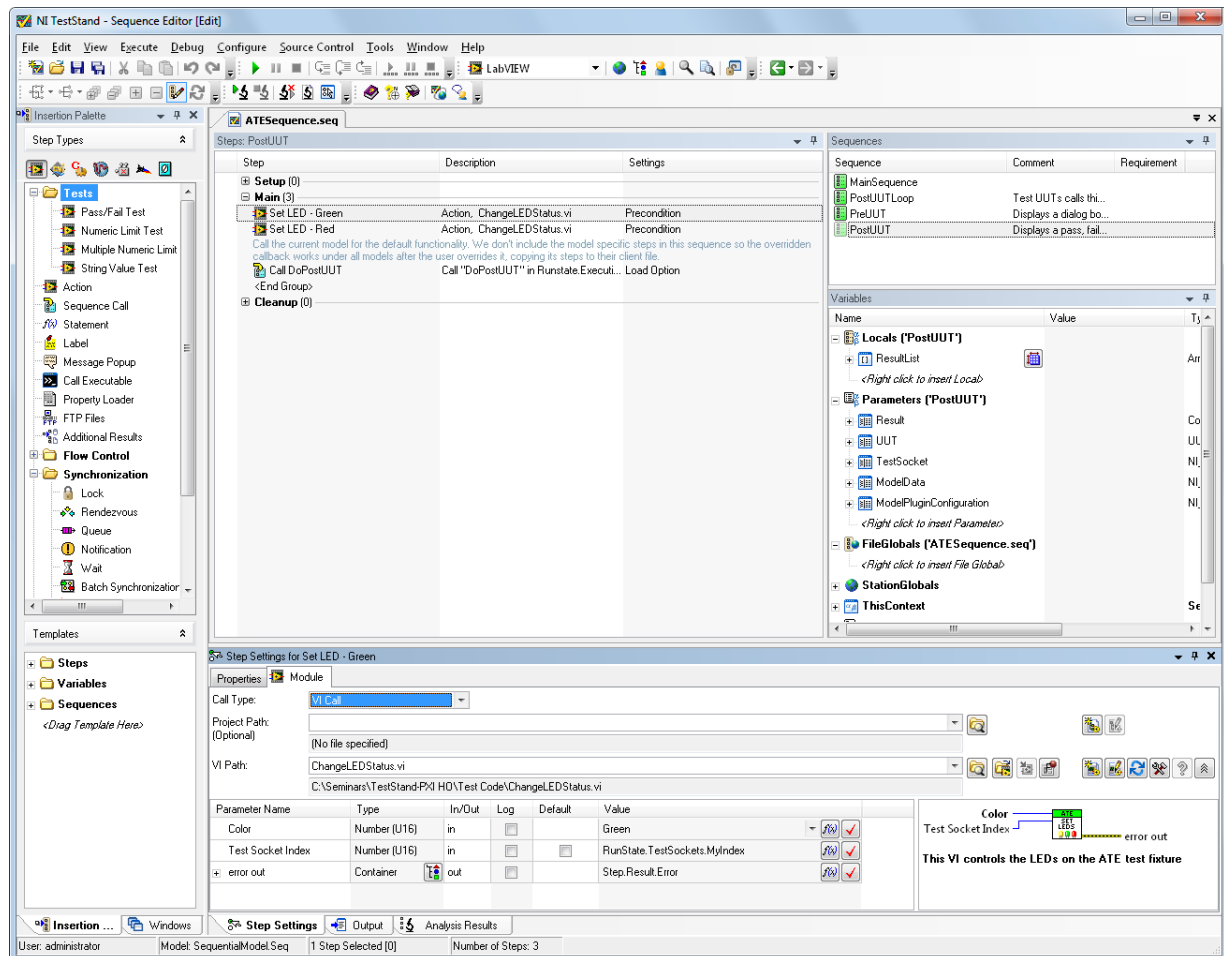 NI TestStand - Sequence Editor [Edit]
File Edit View Execute Debug Configure Source Control Tools Window Help
LabVIEW
Insertion Palette
Step Types
Tests
Pass/Fail Test
Numeric Limit Test
Multiple Numeric Limit
String Value Test
Action
Sequence Call
Statement
Label
Message Popup
Call Executable
Property Loader
FTP Files
Additional Results
Flow Control
Synchronization
Lock
Rendezvous
Queue
Notification
Wait
Batch Synchronization
Templates
Steps
Variables
Sequences
<Drag Template Here>
Insertion ... Windows
ATESequence.seq
Steps: PostUUT
Step Description Settings
Setup (0)
Main (3)
Set LED - Green Action, ChangeLEDStatus.vi Precondition
Set LED - Red Action, ChangeLEDStatus.vi Precondition
Call the current model for the default functionality. We don't include the model specific steps in this sequence so the overridden
callback works under all models after the user overrides it, copying its steps to their client file.
Call DoPostUUT Call "DoPostUUT" in Runstate.Executi... Load Option
<End Group>
Cleanup (0)
Sequences
Sequence Comment Requirement
MainSequence
PostUUTLoop Test UUTs calls thi...
PreUUT Displays a dialog bo...
PostUUT Displays a pass, fail...
Variables
Name Value Ty
Locals ('PostUUT')
ResultList Arr
<Right click to insert Local>
Parameters ('PostUUT')
Result Co
UUT UU
TestSocket NI_
ModelData NI_
ModelPluginConfiguration NI_
<Right click to insert Parameter>
FileGlobals ('ATESequence.seq')
<Right click to insert File Global>
StationGlobals
ThisContext Se
Step Settings for Set LED - Green
Properties Module
Call Type: VI Call
Project Path:
(Optional)
(No file specified)
VI Path: ChangeLEDStatus.vi
C:\Seminars\TestStand-PXI HO\Test Code\ChangeLEDStatus.vi
Parameter Name Type In/Out Log Default Value
Color Number (U16) in Green
Test Socket Index Number (U16) in RunState.TestSockets.MyIndex
error out Container out Step.Result.Error
Color
Test Socket Index
ATE
SET
LEDS
error out
This VI controls the LEDs on the ATE test fixture
Step Settings Output Analysis Results
User: administrator Model: SequentialModel.Seq 1 Step Selected [0] Number of Steps: 3